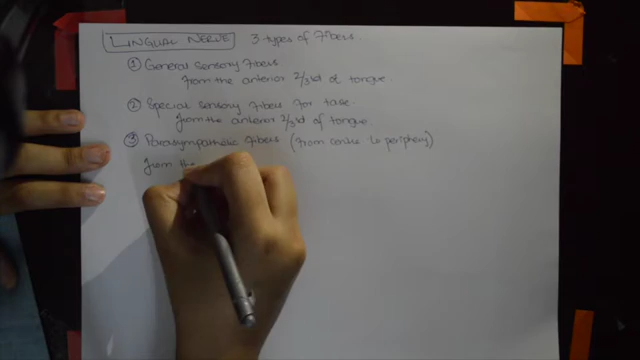 LINGUAL NERVE 3-types of Fibers.
① General Sensory Fibers
From the anterior 2/3rd of tongue
② Special Sensory Fibers For taste.
From the anterior 2/3rd of tongue.
③ Parasympathetic Fibers (From centre to periphery)
From the